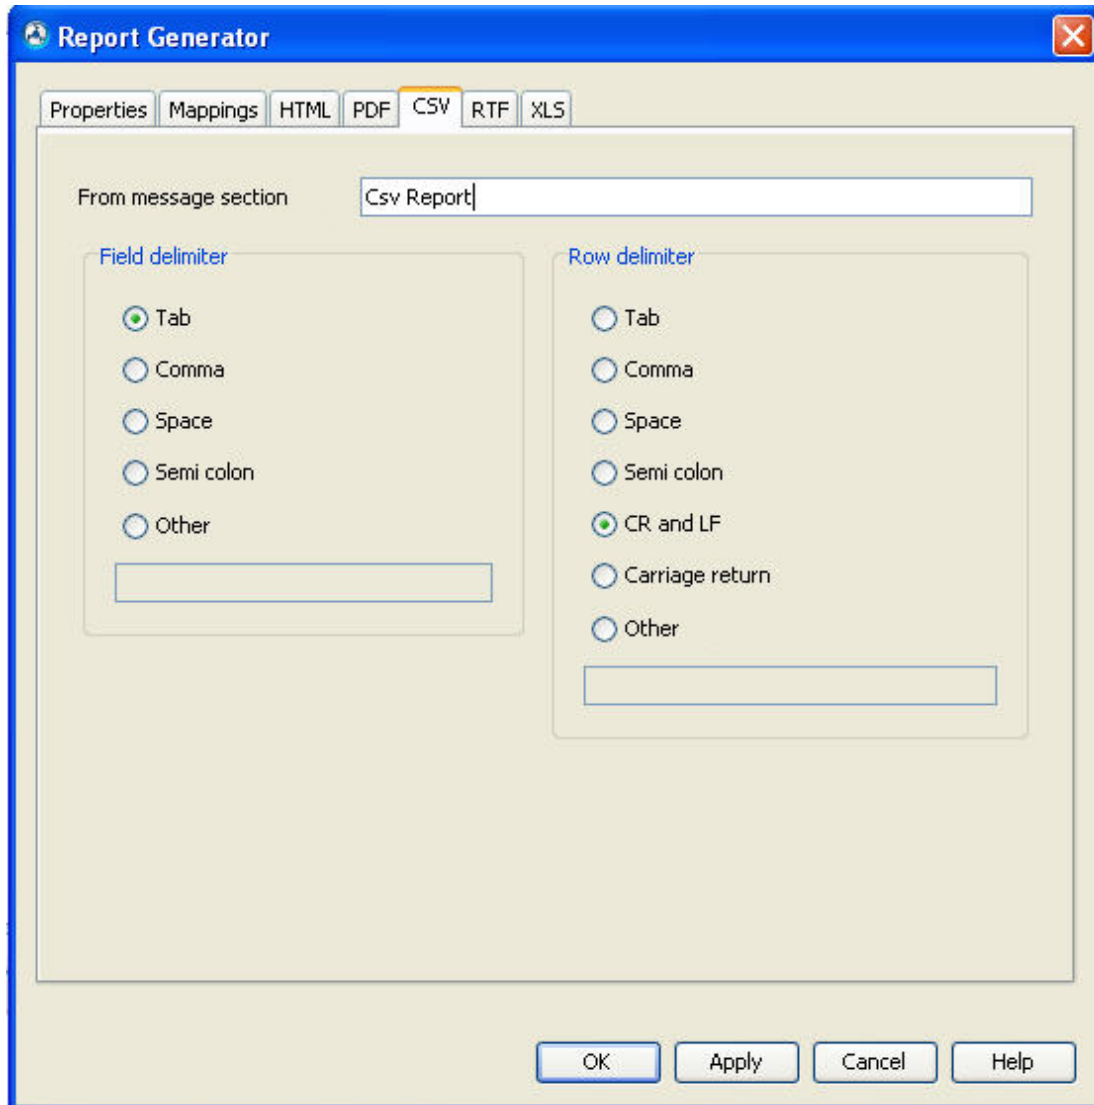 Report Generator
Properties Mappings HTML PDF CSV RTF XLS
From message section Csv Report
Field delimiter
Tab
Comma
Space
Semi colon
Other
Row delimiter
Tab
Comma
Space
Semi colon
CR and LF
Carriage return
Other
OK Apply Cancel Help